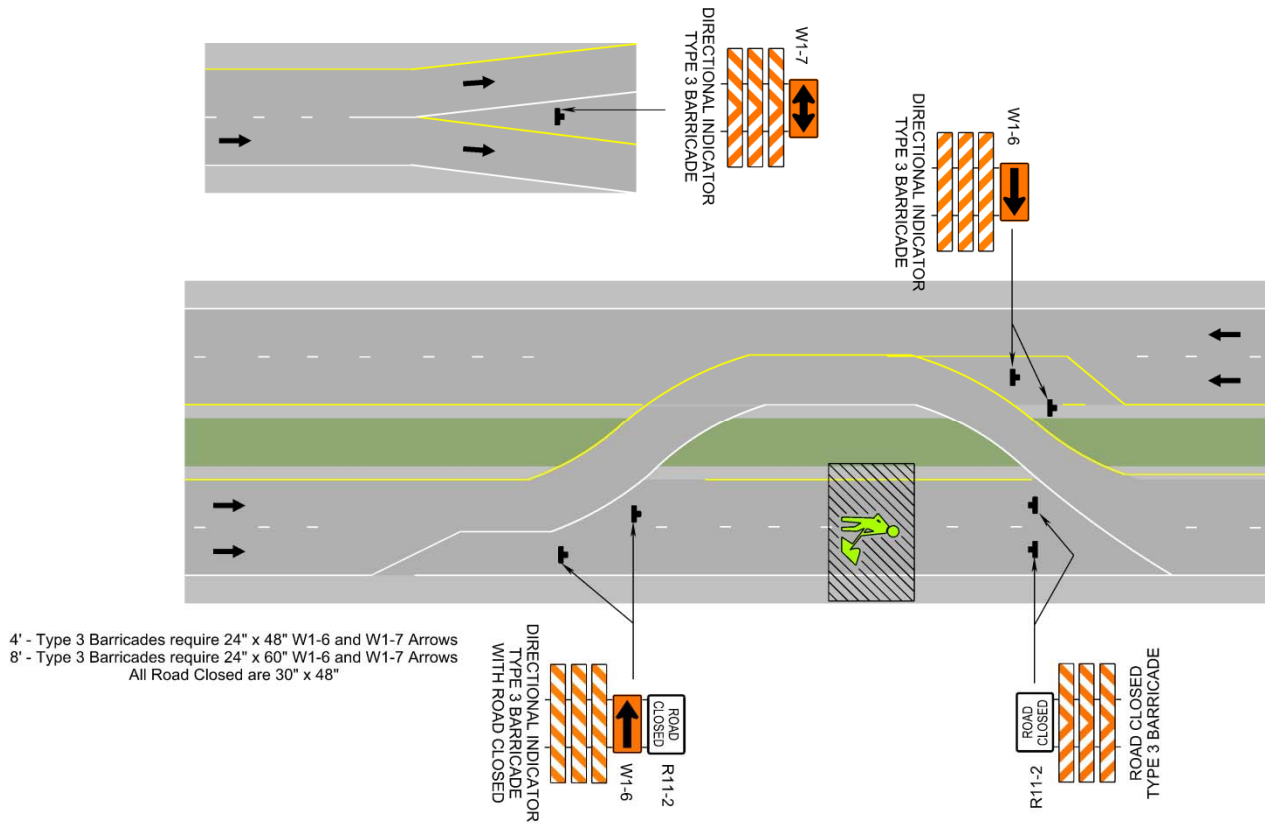 W1-7
DIRECTIONAL INDICATOR
TYPE 3 BARRICADE
W1-6
DIRECTIONAL INDICATOR
TYPE 3 BARRICADE
4' - Type 3 Barricades require 24" x 48" W1-6 and W1-7 Arrows
8' - Type 3 Barricades require 24" x 60" W1-6 and W1-7 Arrows
All Road Closed are 30" x 48"
DIRECTIONAL INDICATOR
TYPE 3 BARRICADE
WITH ROAD CLOSED
W1-6
ROAD
CLOSED
R11-2
ROAD
CLOSED
R11-2
ROAD CLOSED
TYPE 3 BARRICADE